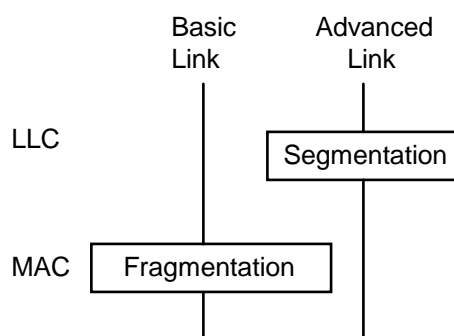 Basic Advanced
Link Link
LLC
Segmentation
MAC Fragmentation